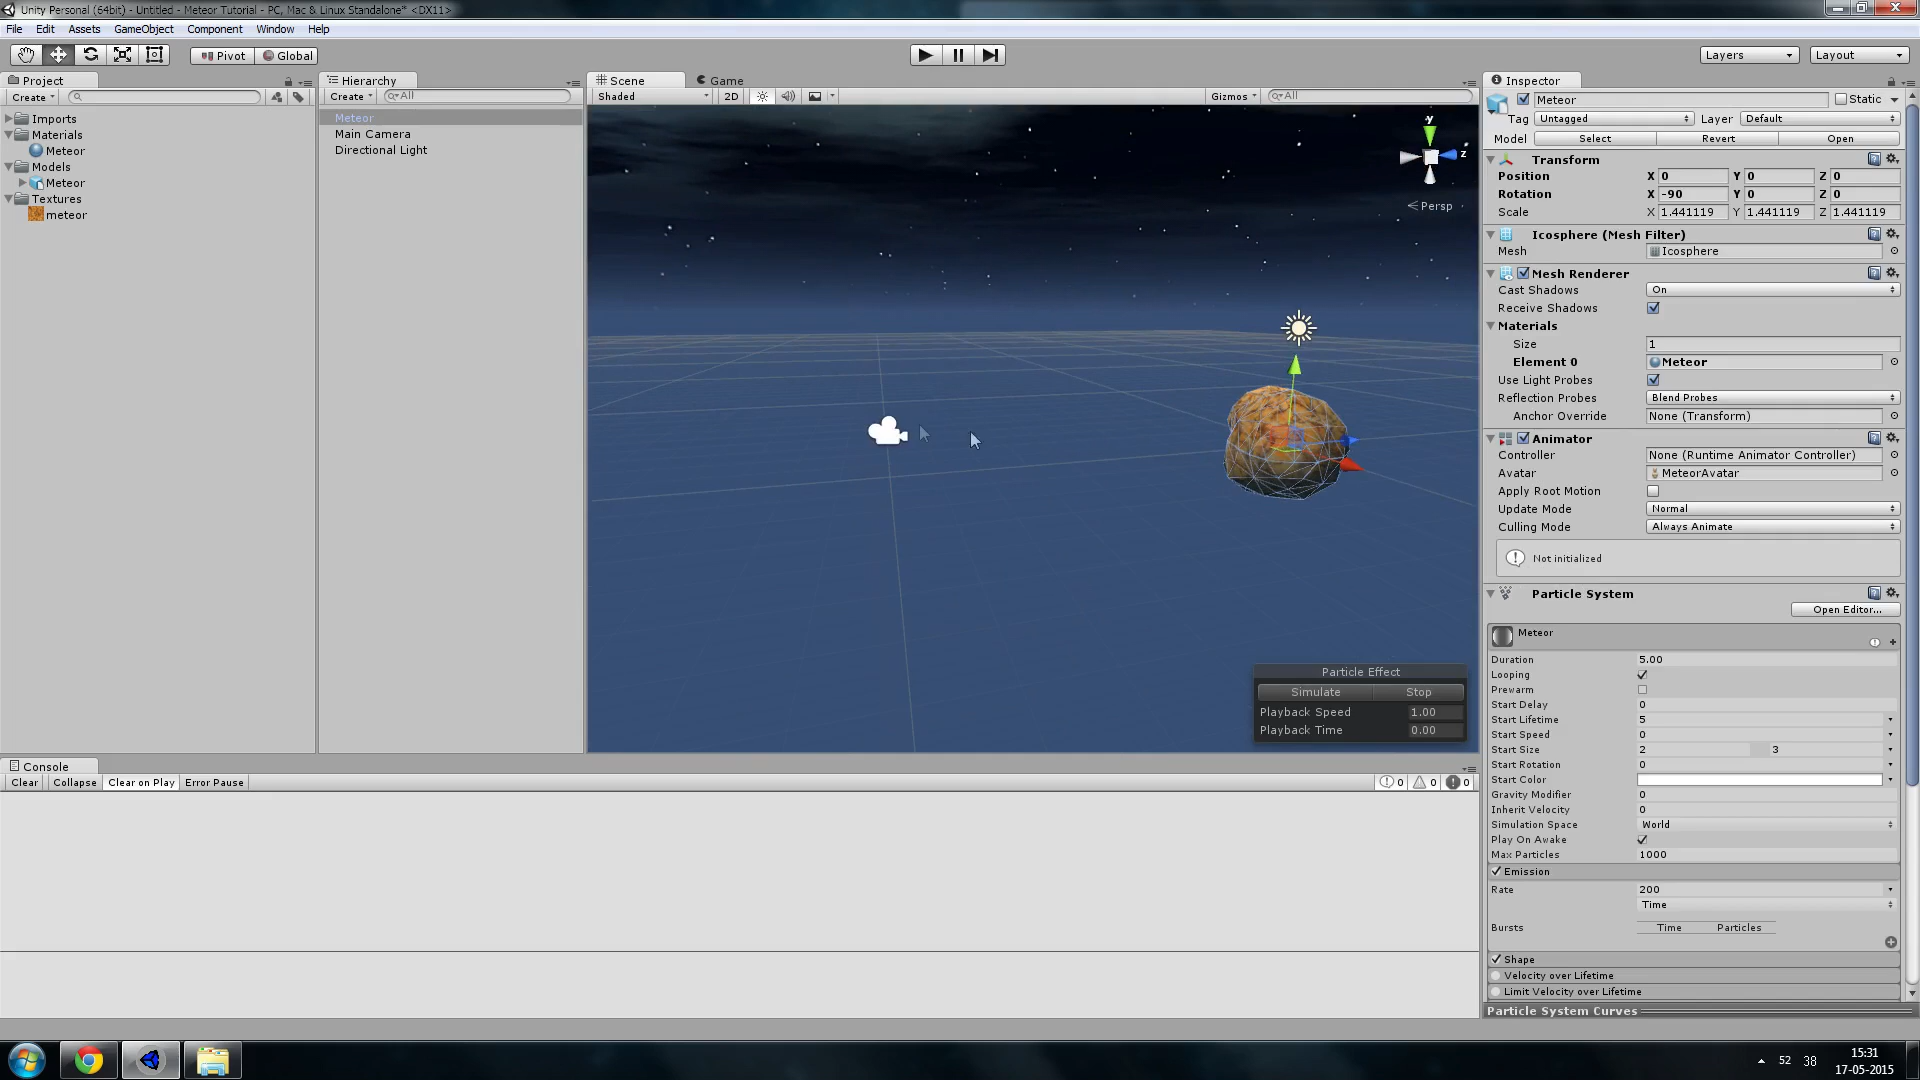 Unity Personal (64bit) - Untitled - Meteor Tutorial - PC, Mac & Linux Standalone* <DX11>
File Edit Assets GameObject Component Window Help
Pivot Global Layers Layout
Project
Create
Imports
Materials
Meteor
Models
Meteor
Textures
meteor
Hierarchy
Create All
Meteor
Main Camera
Directional Light
Scene Game
Shaded 2D Gizmos All
y
z
Persp
Particle Effect
Simulate Stop
Playback Speed 1.00
Playback Time 0.00
Inspector
Meteor Static
Tag Untagged Layer Default
Model Select Revert Open
Transform
Position X 0 Y 0 Z 0
Rotation X -90 Y 0 Z 0
Scale X 1.441119 Y 1.441119 Z 1.441119
Icosphere (Mesh Filter)
Mesh Icosphere
Mesh Renderer
Cast Shadows On
Receive Shadows
Materials
Size 1
Element 0 Meteor
Use Light Probes
Reflection Probes Blend Probes
Anchor Override None (Transform)
Animator
Controller None (Runtime Animator Controller)
Avatar MeteorAvatar
Apply Root Motion
Update Mode Normal
Culling Mode Always Animate
Not initialized
Particle System
Open Editor...
Meteor
Duration 5.00
Looping
Prewarm
Start Delay 0
Start Lifetime 5
Start Speed 0
Start Size 2 3
Start Rotation 0
Start Color
Gravity Modifier 0
Inherit Velocity 0
Simulation Space World
Play On Awake
Max Particles 1000
Emission
Rate 200
Time
Bursts Time Particles
Shape
Velocity over Lifetime
Limit Velocity over Lifetime
Particle System Curves
Console
Clear Collapse Clear on Play Error Pause 0 0 0
52 38 15:31
17-05-2015